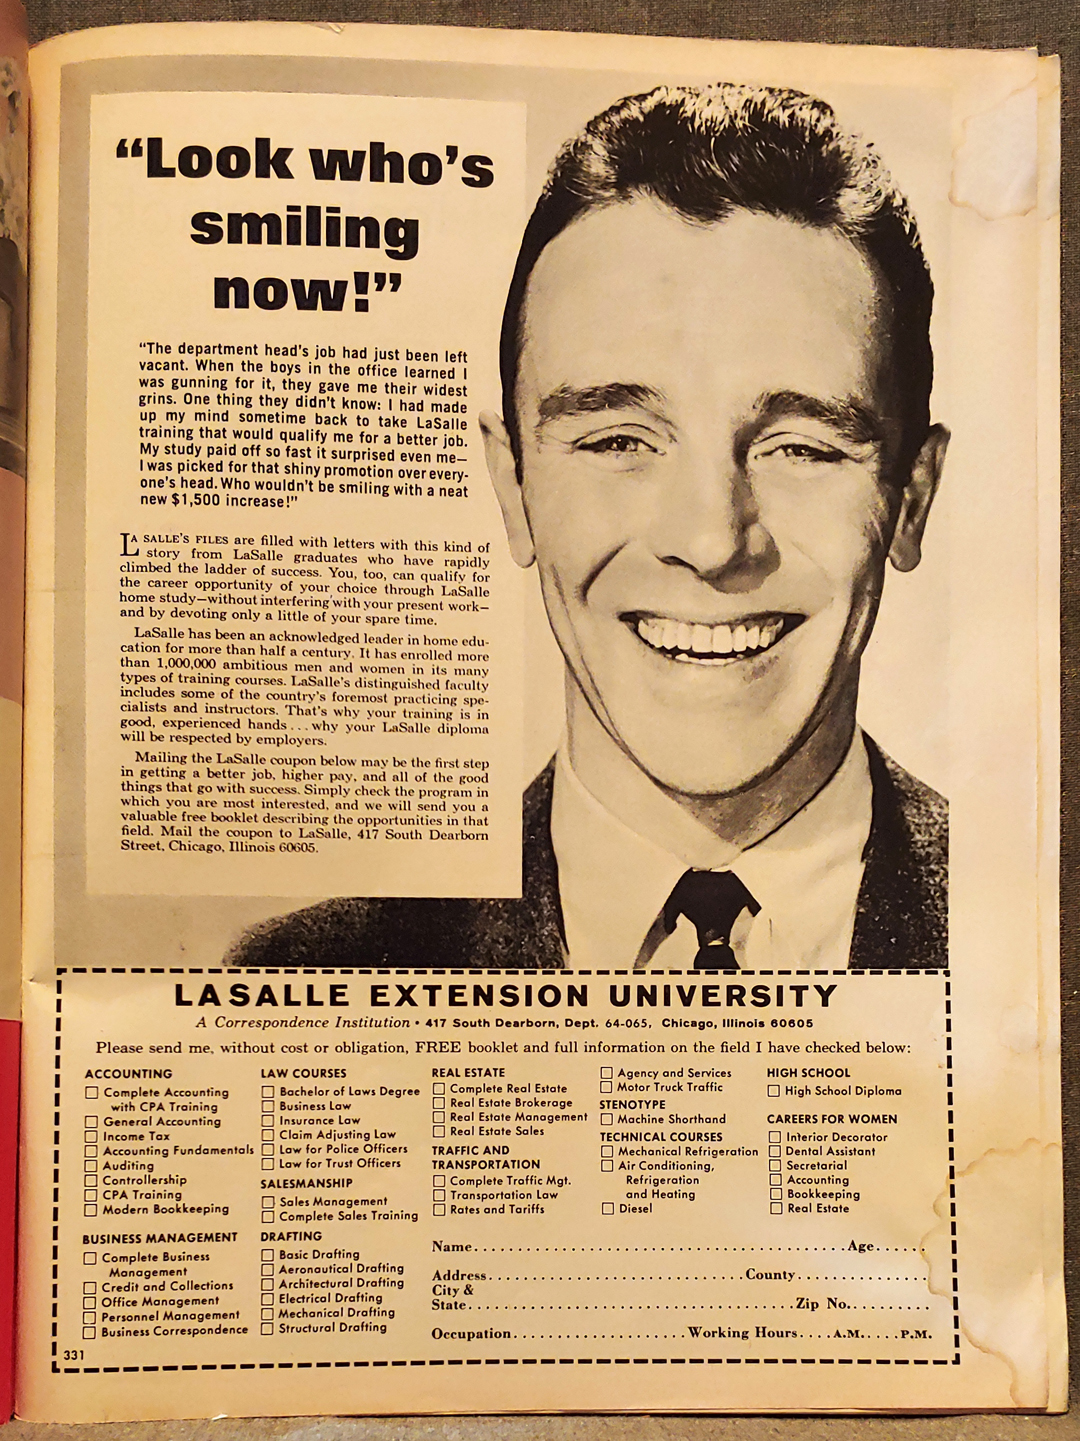 “Look who’s
smiling
now!”
“The department head’s job had just been left
vacant. When the boys in the office learned I
was gunning for it, they gave me their widest
grins. One thing they didn’t know: I had made
up my mind sometime back to take LaSalle
training that would qualify me for a better job.
My study paid off so fast it surprised even me—
I was picked for that shiny promotion over every-
one’s head. Who wouldn’t be smiling with a neat
new $1,500 increase!”
LA SALLE’S FILES are filled with letters with this kind of
story from LaSalle graduates who have rapidly
climbed the ladder of success. You, too, can qualify for
the career opportunity of your choice through LaSalle
home study—without interfering with your present work—
and by devoting only a little of your spare time.
LaSalle has been an acknowledged leader in home edu-
cation for more than half a century. It has enrolled more
than 1,000,000 ambitious men and women in its many
types of training courses. LaSalle’s distinguished faculty
includes some of the country’s foremost practicing spe-
cialists and instructors. That’s why your training is in
good, experienced hands . . . why your LaSalle diploma
will be respected by employers.
Mailing the LaSalle coupon below may be the first step
in getting a better job, higher pay, and all of the good
things that go with success. Simply check the program in
which you are most interested, and we will send you a
valuable free booklet describing the opportunities in that
field. Mail the coupon to LaSalle, 417 South Dearborn
Street, Chicago, Illinois 60605.
LASALLE EXTENSION UNIVERSITY
A Correspondence Institution • 417 South Dearborn, Dept. 64-065, Chicago, Illinois 60605
Please send me, without cost or obligation, FREE booklet and full information on the field I have checked below:
ACCOUNTING
Complete Accounting
with CPA Training
General Accounting
Income Tax
Accounting Fundamentals
Auditing
Controllership
CPA Training
Modern Bookkeeping
BUSINESS MANAGEMENT
Complete Business
Management
Credit and Collections
Office Management
Personnel Management
Business Correspondence
LAW COURSES
Bachelor of Laws Degree
Business Law
Insurance Law
Claim Adjusting Law
Law for Police Officers
Law for Trust Officers
SALESMANSHIP
Sales Management
Complete Sales Training
DRAFTING
Basic Drafting
Aeronautical Drafting
Architectural Drafting
Electrical Drafting
Mechanical Drafting
Structural Drafting
REAL ESTATE
Complete Real Estate
Real Estate Brokerage
Real Estate Management
Real Estate Sales
TRAFFIC AND
TRANSPORTATION
Complete Traffic Mgt.
Transportation Law
Rates and Tariffs
Agency and Services
Motor Truck Traffic
STENOTYPE
Machine Shorthand
TECHNICAL COURSES
Mechanical Refrigeration
Air Conditioning,
Refrigeration
and Heating
Diesel
HIGH SCHOOL
High School Diploma
CAREERS FOR WOMEN
Interior Decorator
Dental Assistant
Secretarial
Accounting
Bookkeeping
Real Estate
Name.............................................Age......
Address...............................County...............
City &
State.......................................Zip No..........
Occupation.....................Working Hours....A.M.....P.M.
331